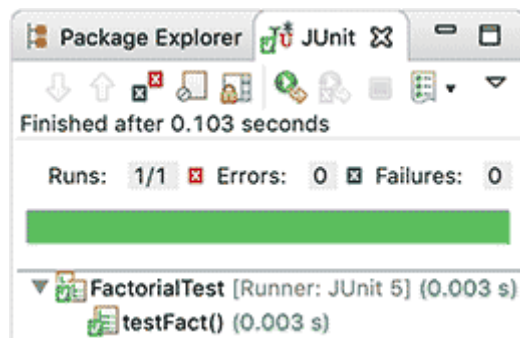 Package Explorer JUnit
Finished after 0.103 seconds
Runs: 1/1 Errors: 0 Failures: 0
FactorialTest [Runner: JUnit 5] (0.003 s)
testFact() (0.003 s)